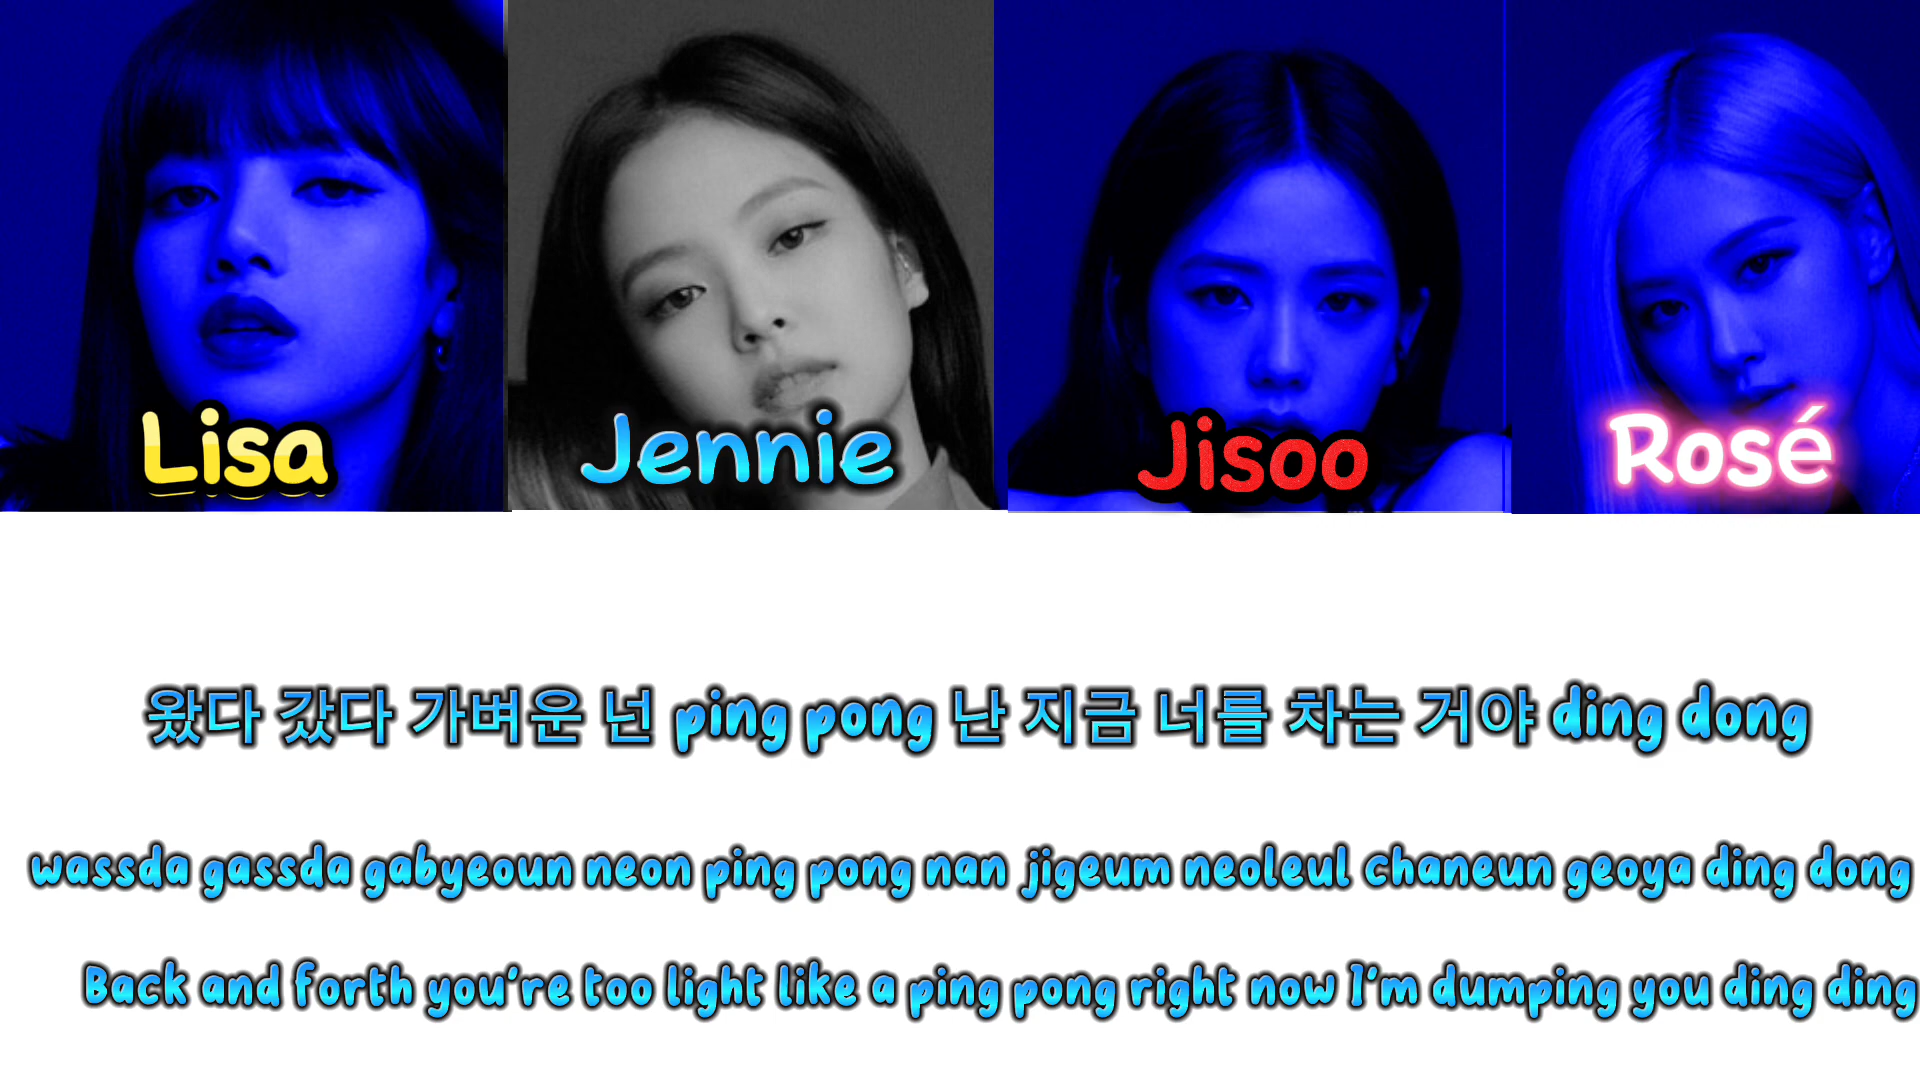 Lisa
Jennie
Jisoo
Rosé
왔다 갔다 가벼운 넌 ping pong 난 지금 너를 차는 거야 ding dong
wassda gassda gabyeoun neon ping pong nan jigeum neoleul chaneun geoya ding dong
Back and forth you're too light like a ping pong right now I'm dumping you ding ding